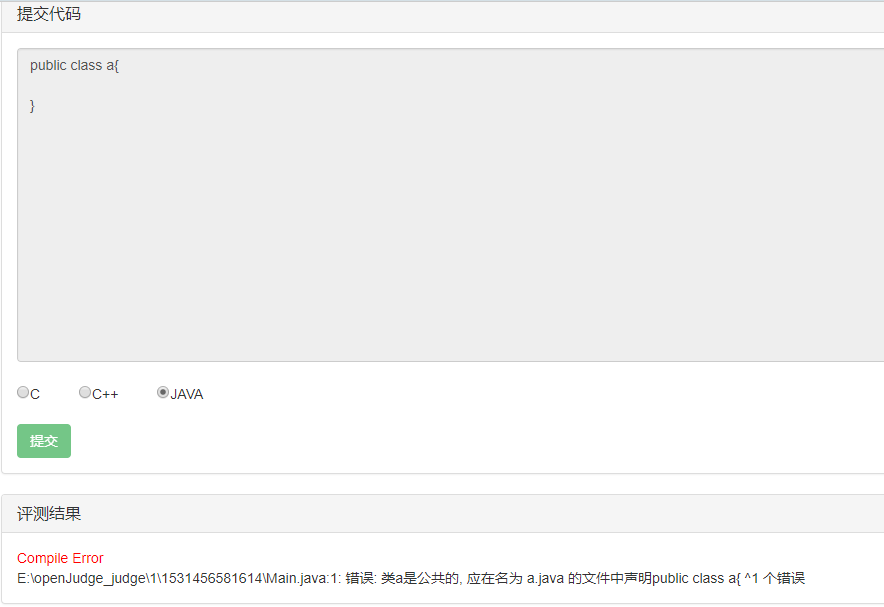 提交代码
public class a{
}
C C++ JAVA
提交
评测结果
Compile Error
E:\openJudge_judge\1\1531456581614\Main.java:1: 错误: 类a是公共的, 应在名为 a.java 的文件中声明public class a{ ^1 个错误